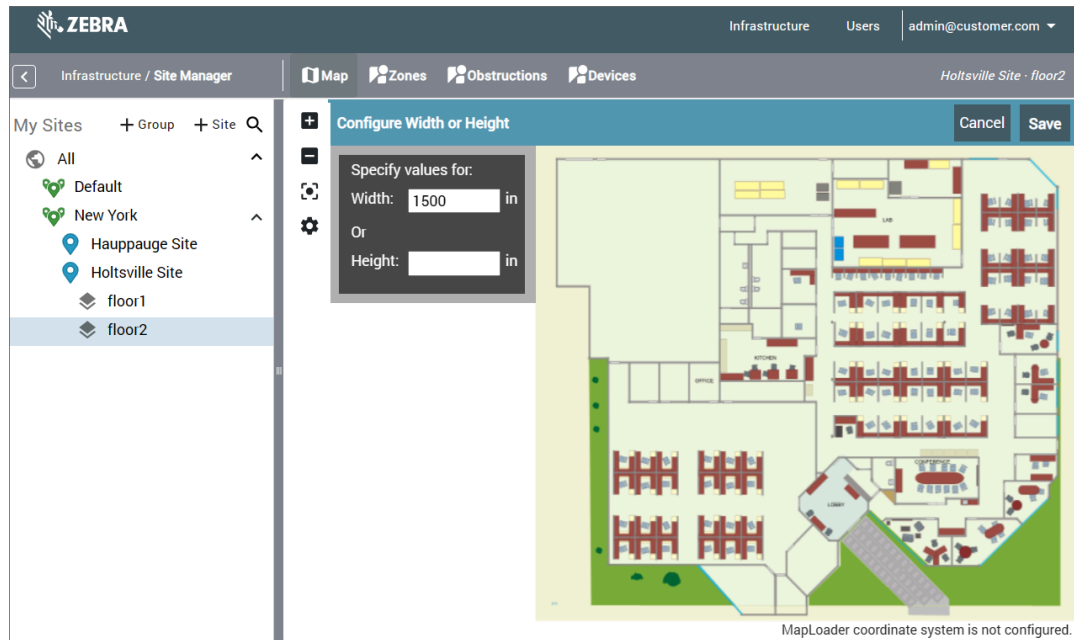 ZEBRA
Infrastructure Users admin@customer.com
Infrastructure / Site Manager
Map Zones Obstructions Devices
Holtsville Site · floor2
My Sites + Group + Site
All
Default
New York
Hauppauge Site
Holtsville Site
floor1
floor2
Configure Width or Height
Cancel Save
Specify values for:
Width: 1500 in
Or
Height: in
LAB
KITCHEN
OFFICE
CONFERENCE
LOBBY
MapLoader coordinate system is not configured.